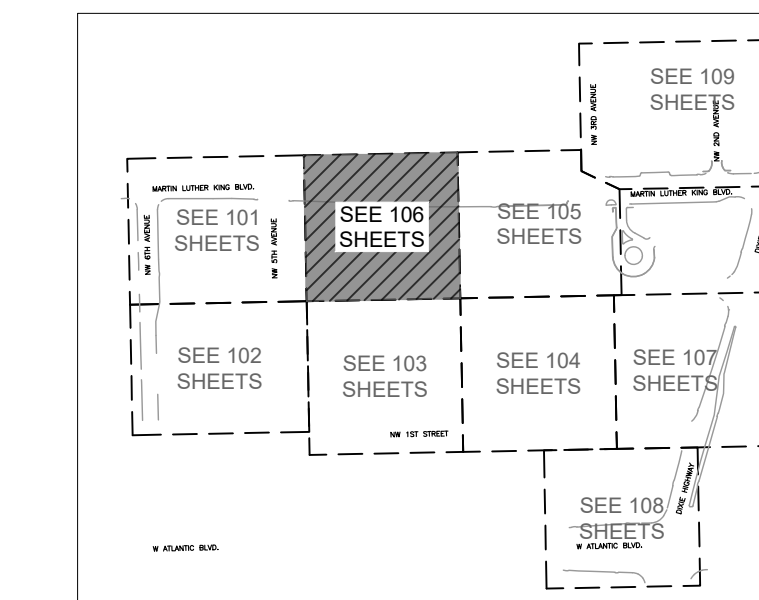 SEE 109
SHEETS
NW 3RD AVENUE
NW 2ND AVENUE
MARTIN LUTHER KING BLVD.
MARTIN LUTHER KING BLVD.
SEE 101
SHEETS
NW 6TH AVENUE
NW 5TH AVENUE
SEE 106
SHEETS
SEE 105
SHEETS
SEE 102
SHEETS
SEE 103
SHEETS
SEE 104
SHEETS
SEE 107
SHEETS
NW 1ST STREET
SEE 108
SHEETS
DIXIE HIGHWAY
W ATLANTIC BLVD.
W ATLANTIC BLVD.